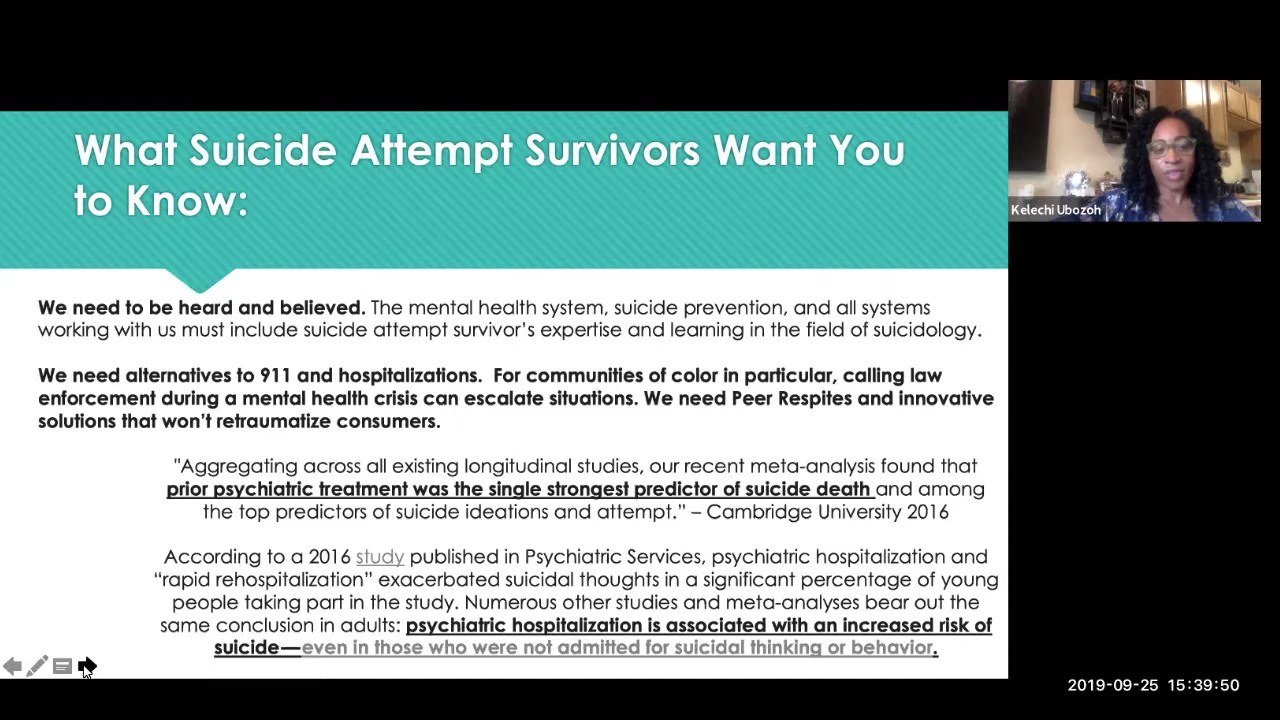 What Suicide Attempt Survivors Want You
to Know:
Kelechi Ubozoh
We need to be heard and believed. The mental health system, suicide prevention, and all systems
working with us must include suicide attempt survivor’s expertise and learning in the field of suicidology.
We need alternatives to 911 and hospitalizations.  For communities of color in particular, calling law
enforcement during a mental health crisis can escalate situations. We need Peer Respites and innovative
solutions that won’t retraumatize consumers.
"Aggregating across all existing longitudinal studies, our recent meta-analysis found that
prior psychiatric treatment was the single strongest predictor of suicide death and among
the top predictors of suicide ideations and attempt.” – Cambridge University 2016
According to a 2016 study published in Psychiatric Services, psychiatric hospitalization and
“rapid rehospitalization” exacerbated suicidal thoughts in a significant percentage of young
people taking part in the study. Numerous other studies and meta-analyses bear out the
same conclusion in adults: psychiatric hospitalization is associated with an increased risk of
suicide—even in those who were not admitted for suicidal thinking or behavior.
2019-09-25 15:39:50